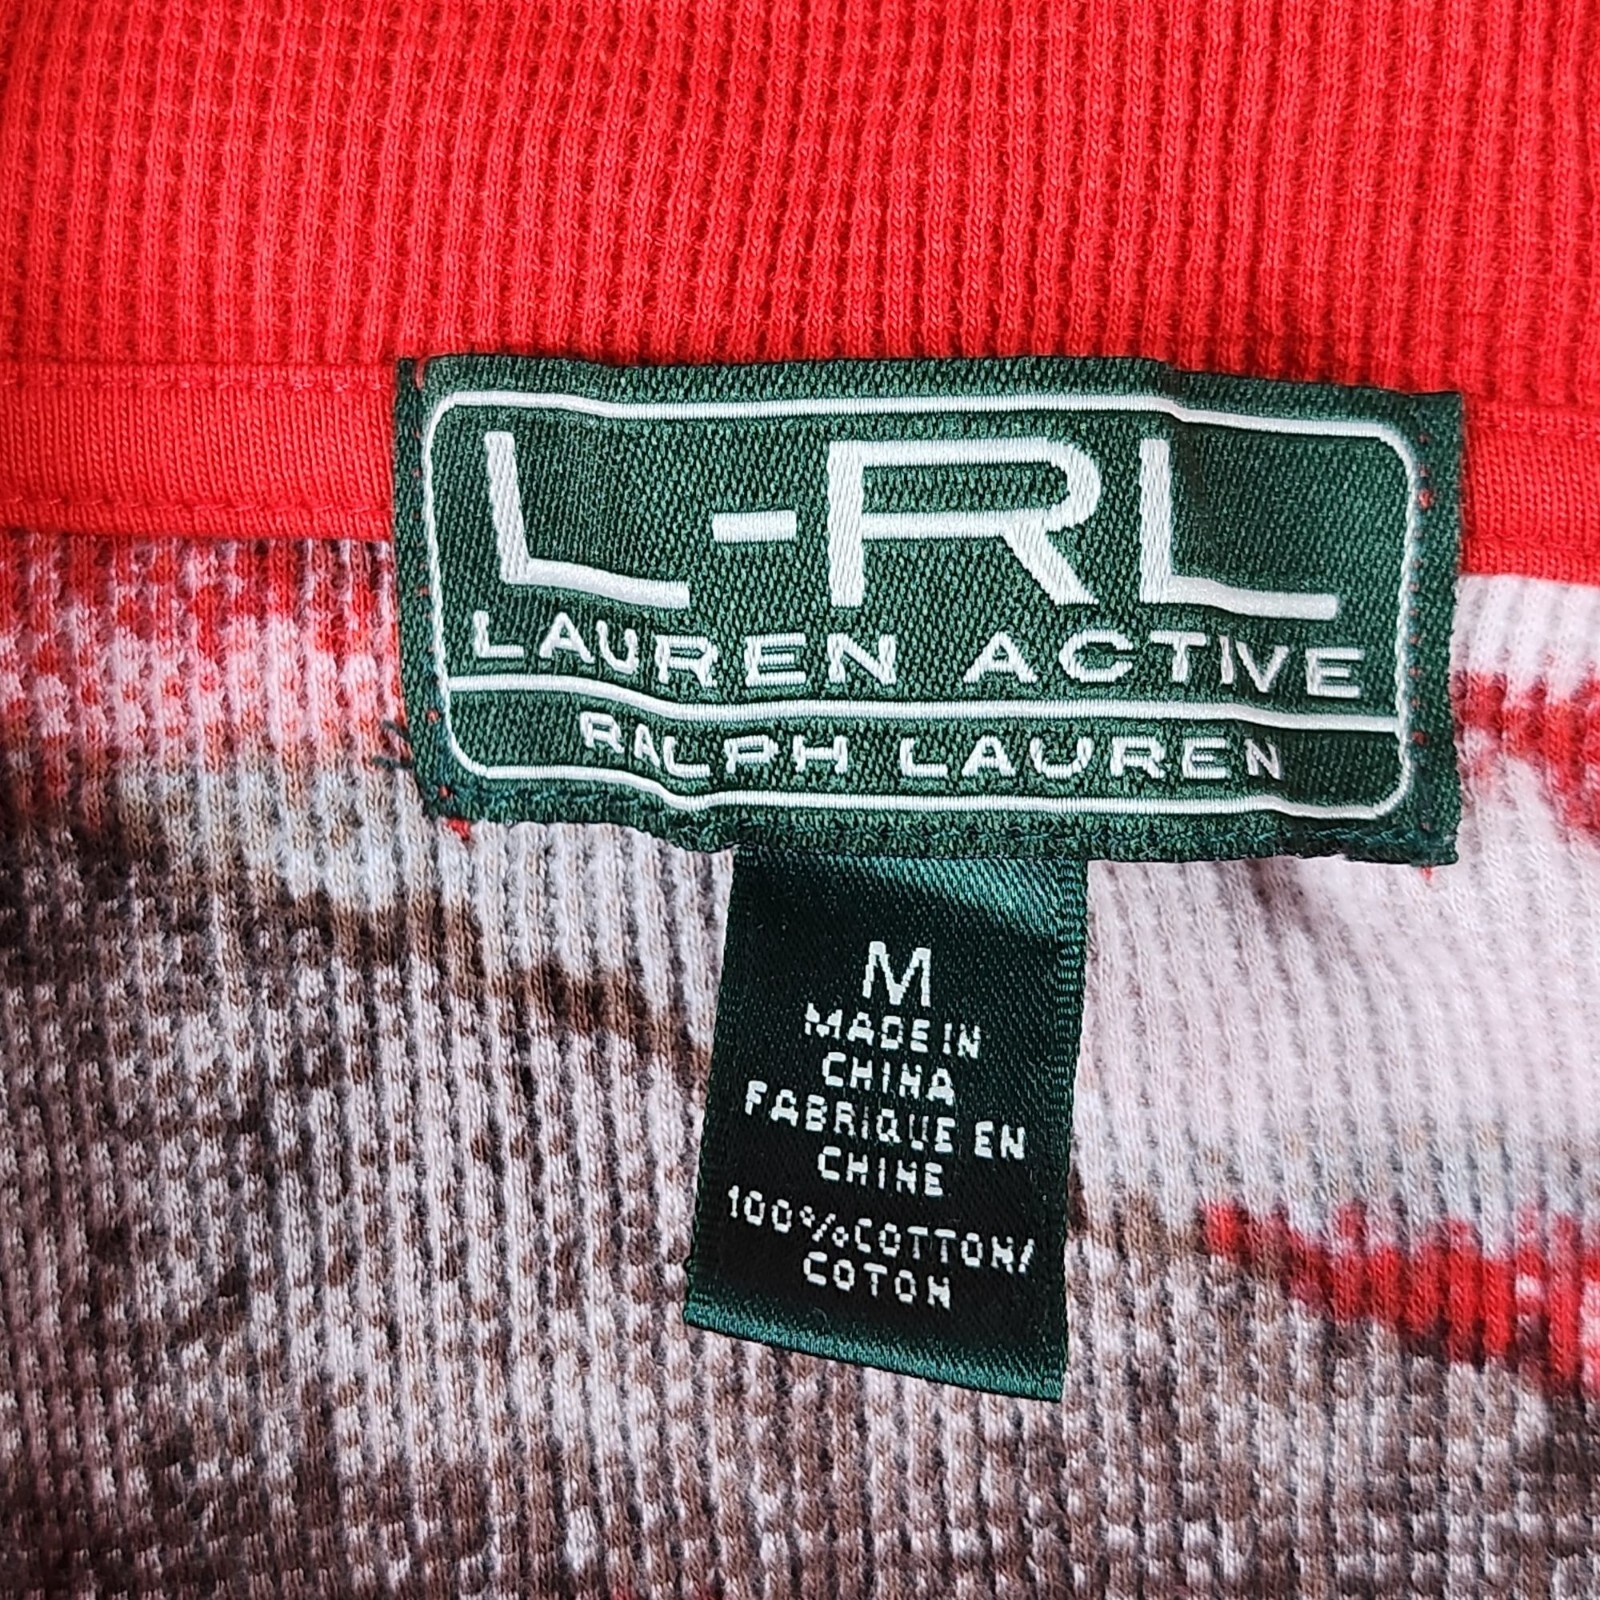 L-RL
LAUREN ACTIVE
RALPH LAUREN
M
MADE IN
CHINA
FABRIQUE EN
CHINE
100%COTTON/
COTON